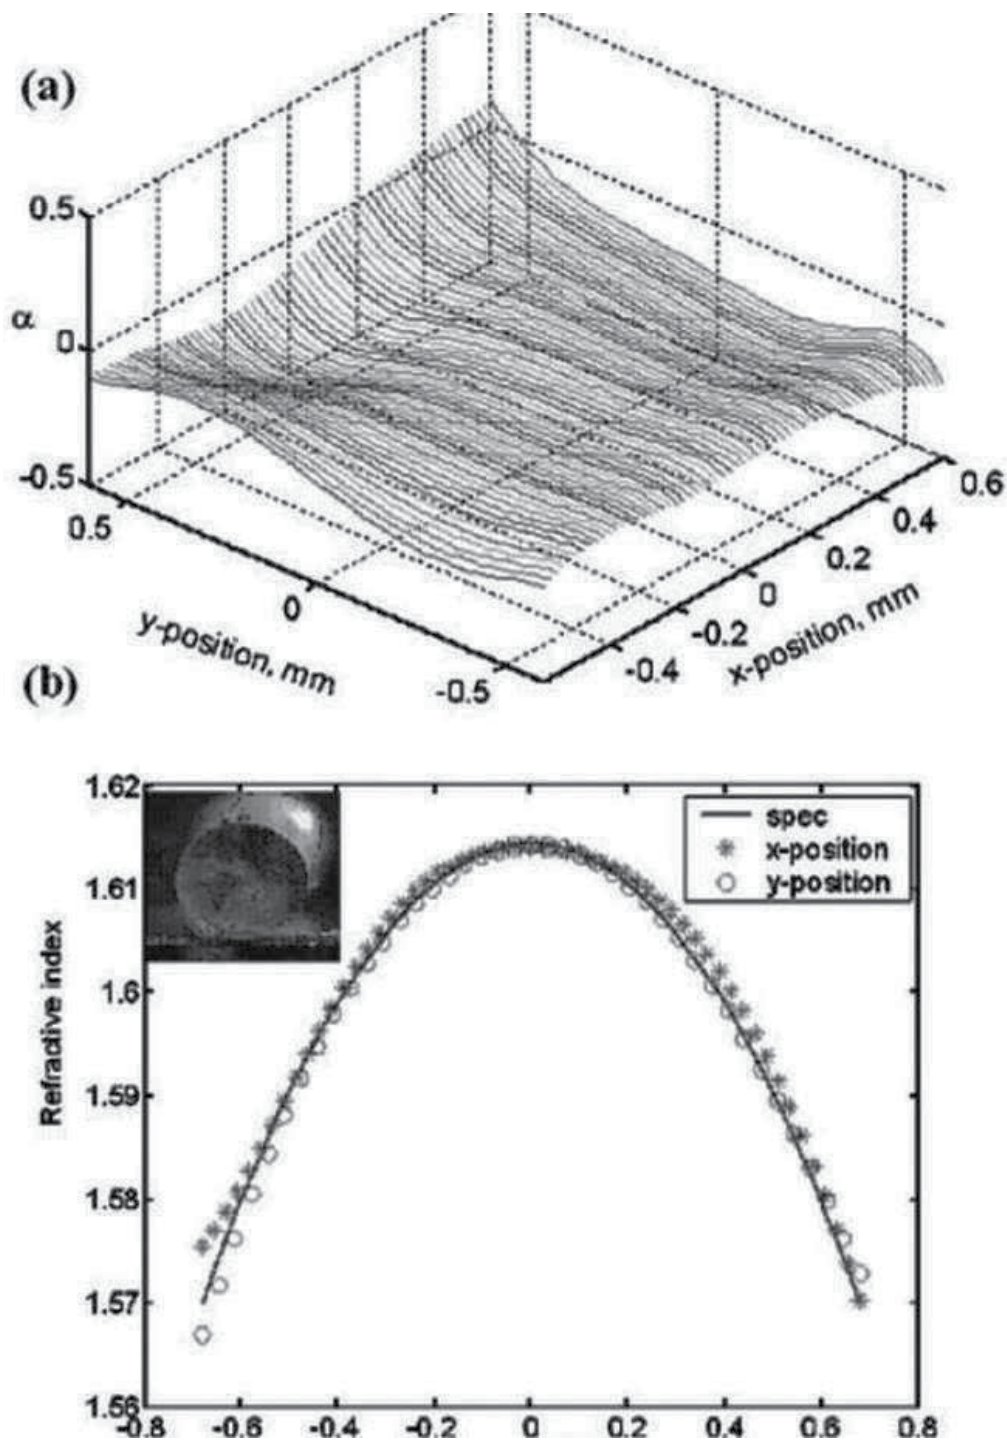 (a)
0.5
α
0
-0.5
0.5
0
-0.5
y-position, mm
-0.4
-0.2
0
0.2
0.4
0.6
x-position, mm
(b)
1.62
1.61
1.6
1.59
1.58
1.57
1.56
Refractive index
spec
x-position
y-position
-0.8 -0.6 -0.4 -0.2 0 0.2 0.4 0.6 0.8